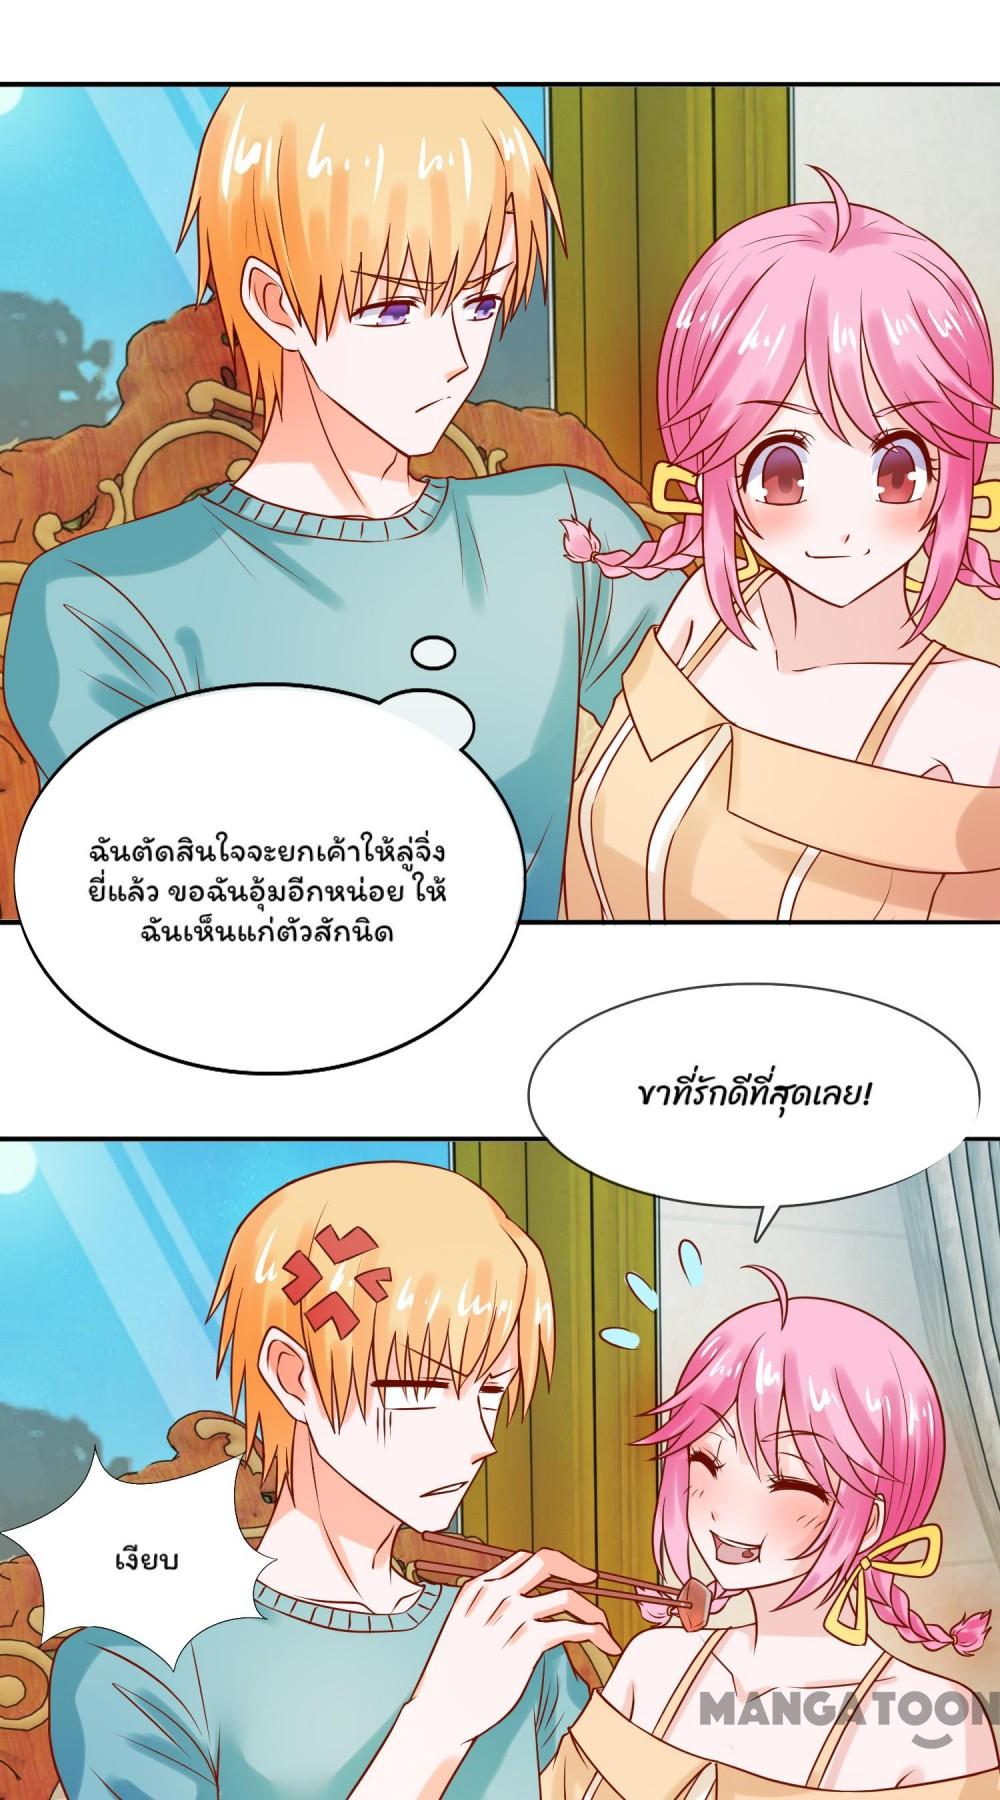 ฉันตัดสินใจจะยกเค้าให้ลู่จิ่ง
ยี่แล้ว ขอฉันอุ้มอีกหน่อย ให้
ฉันเห็นแก่ตัวสักนิด
ขาที่รักดีที่สุดเลย!
เงียบ
MANGATOON